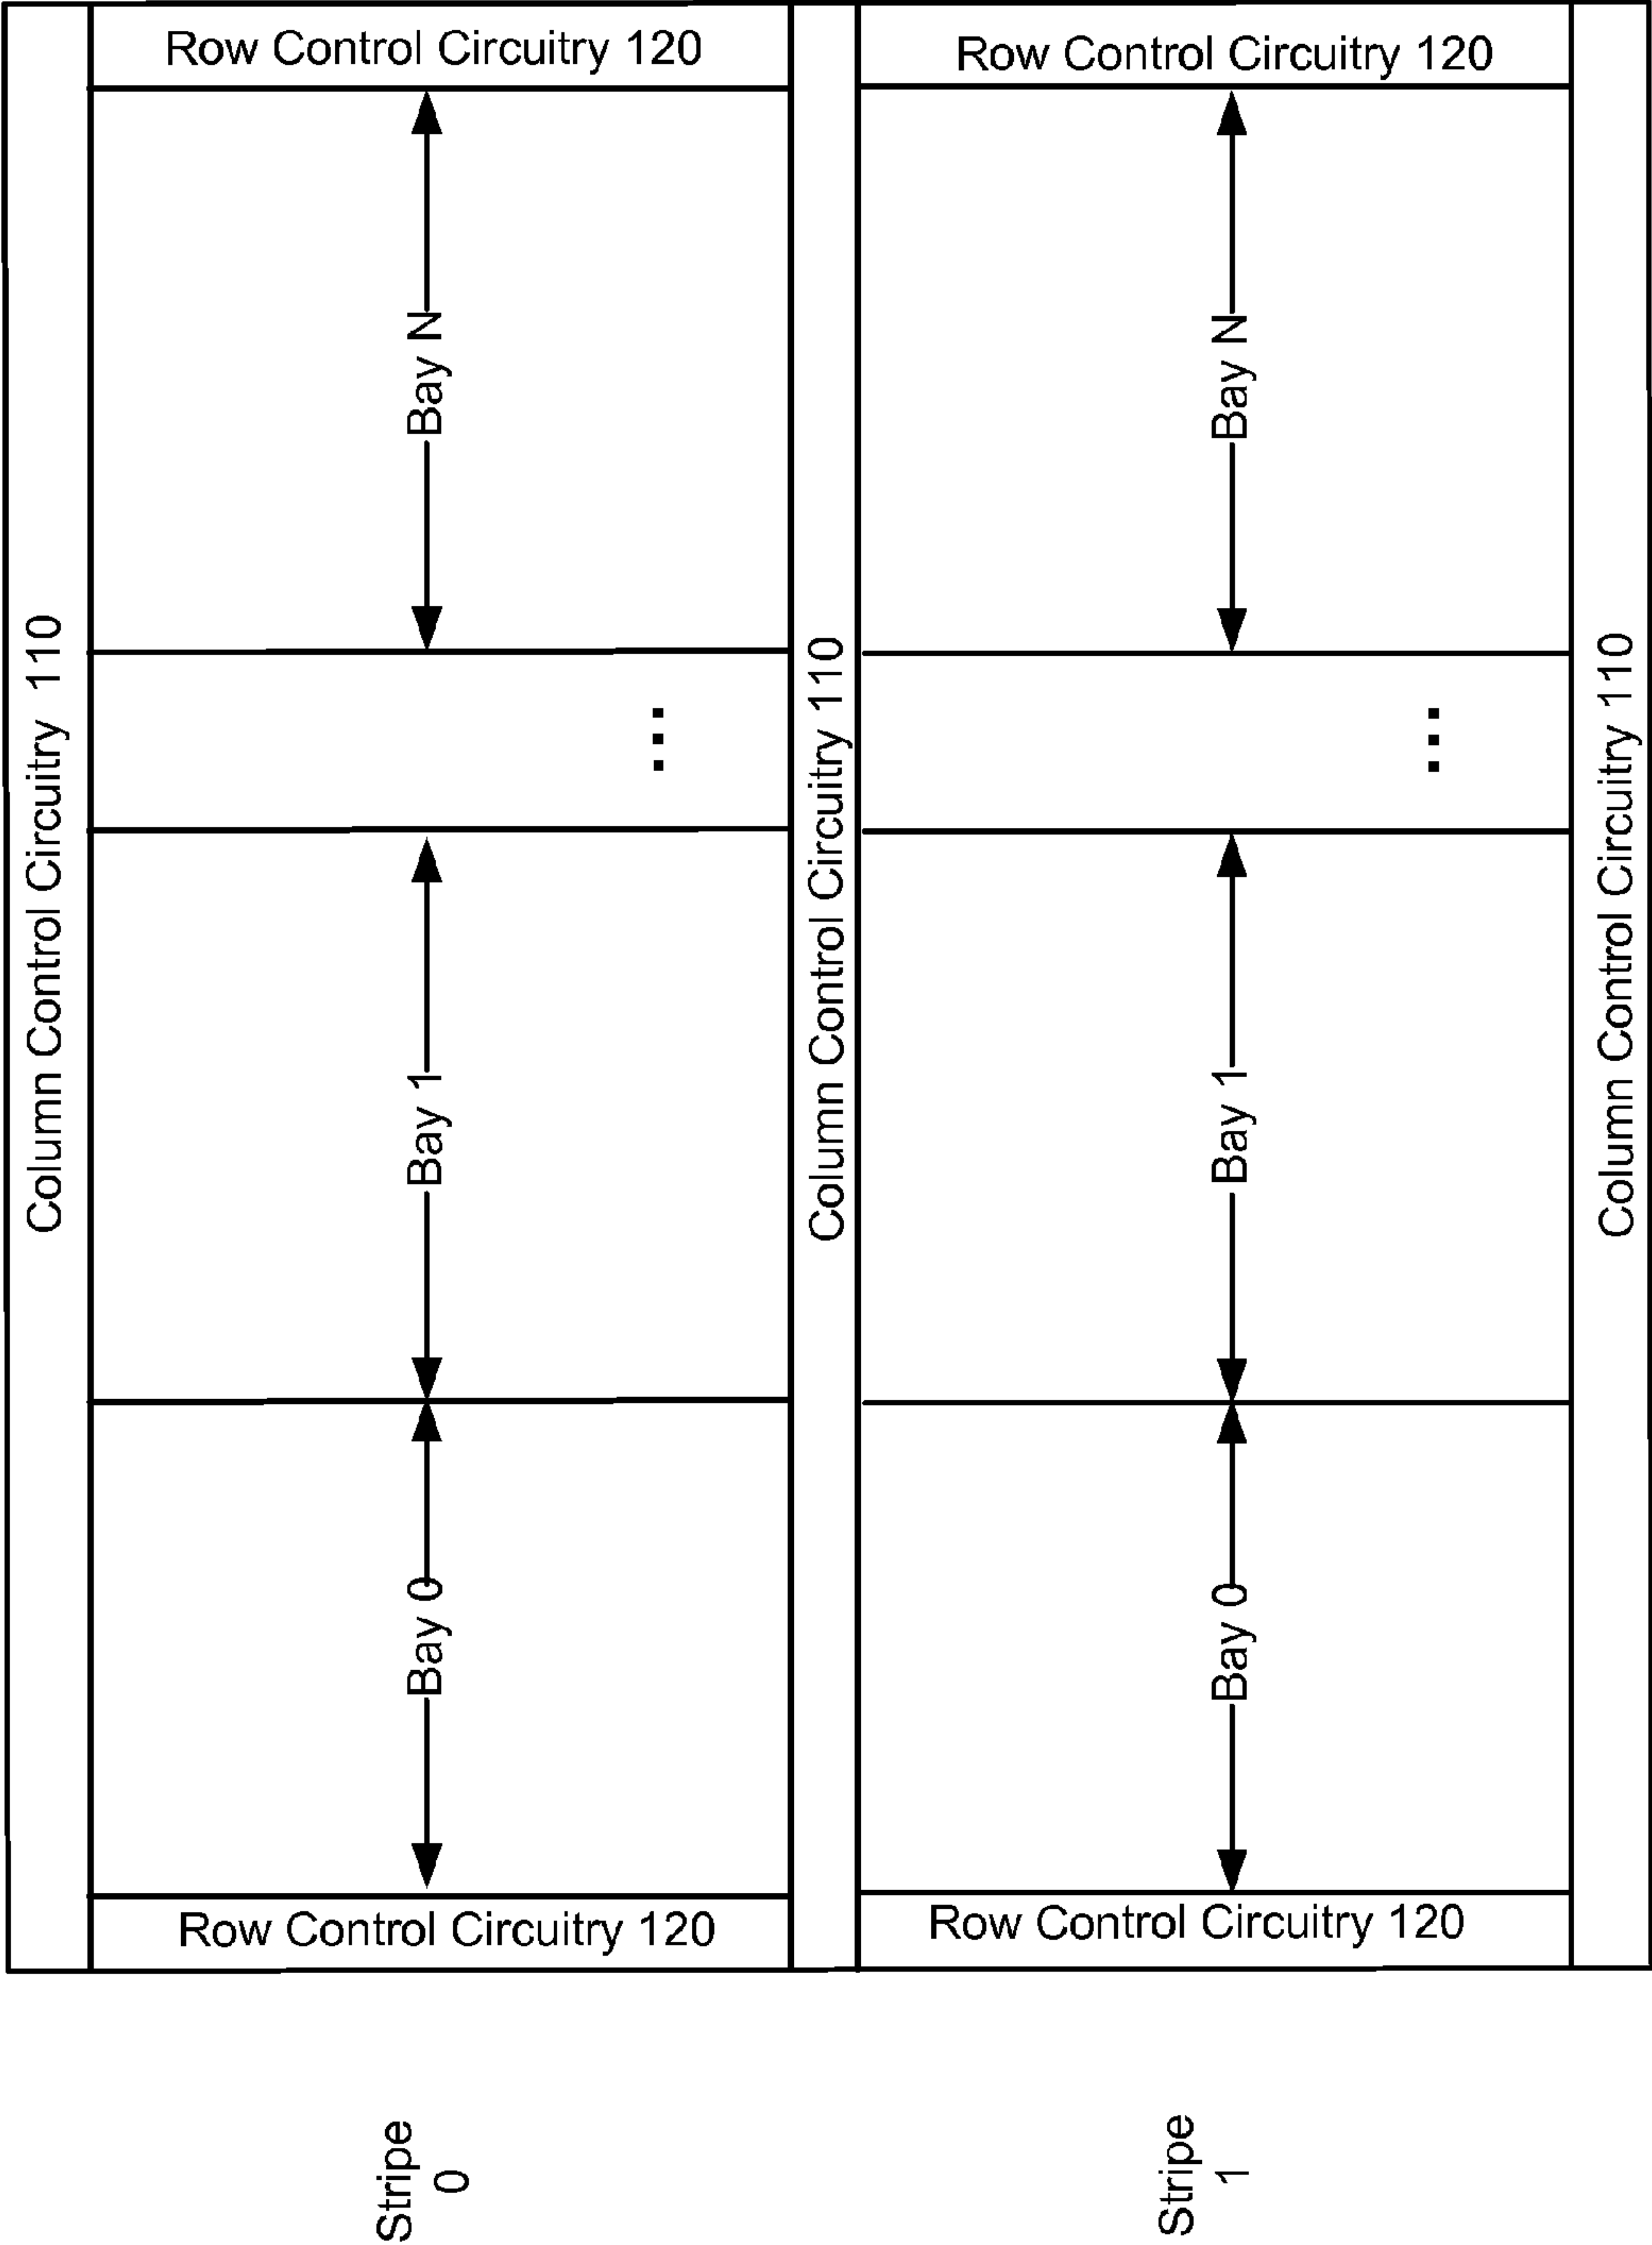 Column Control Circuitry 110
Row Control Circuitry 120
Bay 0
Bay 1
...
Bay N
Row Control Circuitry 120
Stripe
0
Column Control Circuitry 110
Row Control Circuitry 120
Bay 0
Bay 1
...
Bay N
Row Control Circuitry 120
Stripe
1
Column Control Circuitry 110